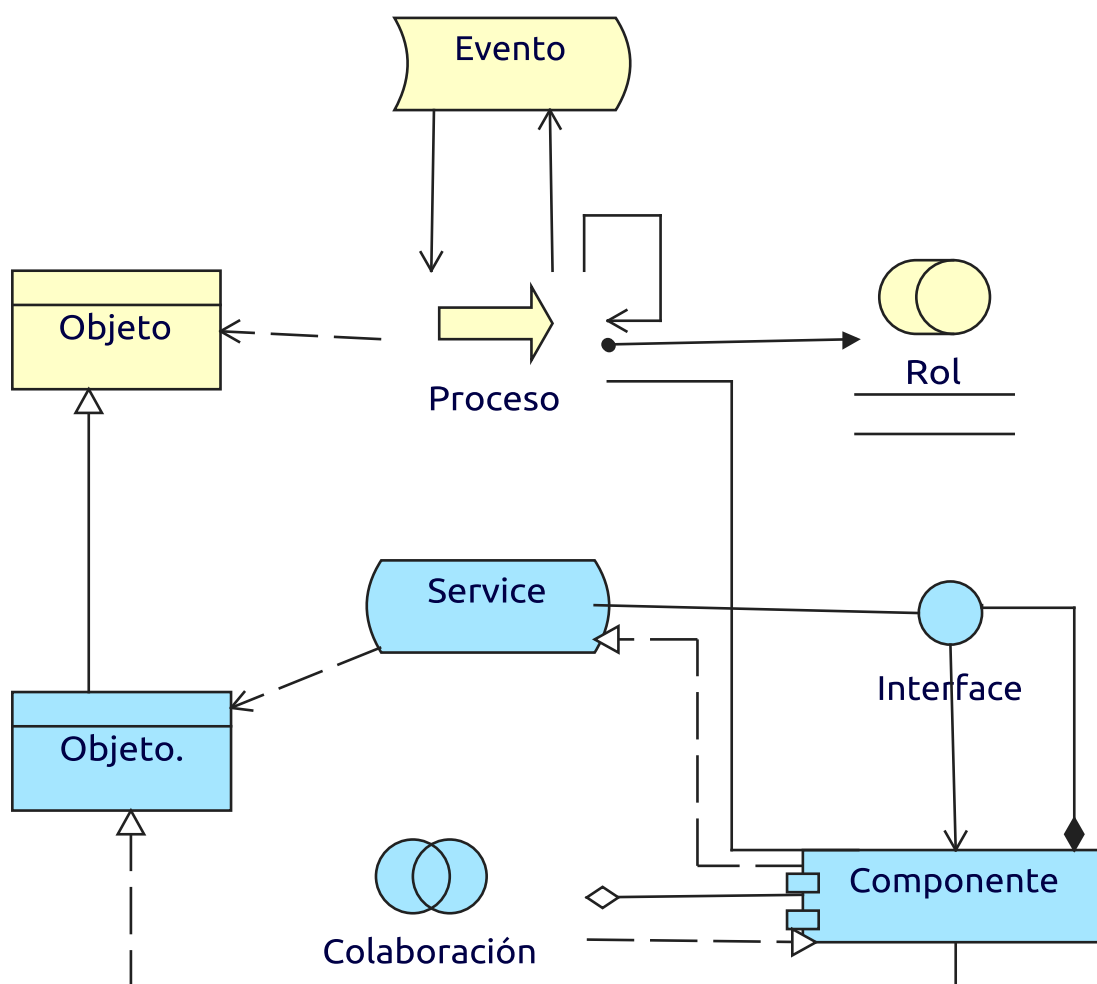 Evento
Objeto
Proceso
Rol
Service
Interface
Objeto.
Componente
Colaboración